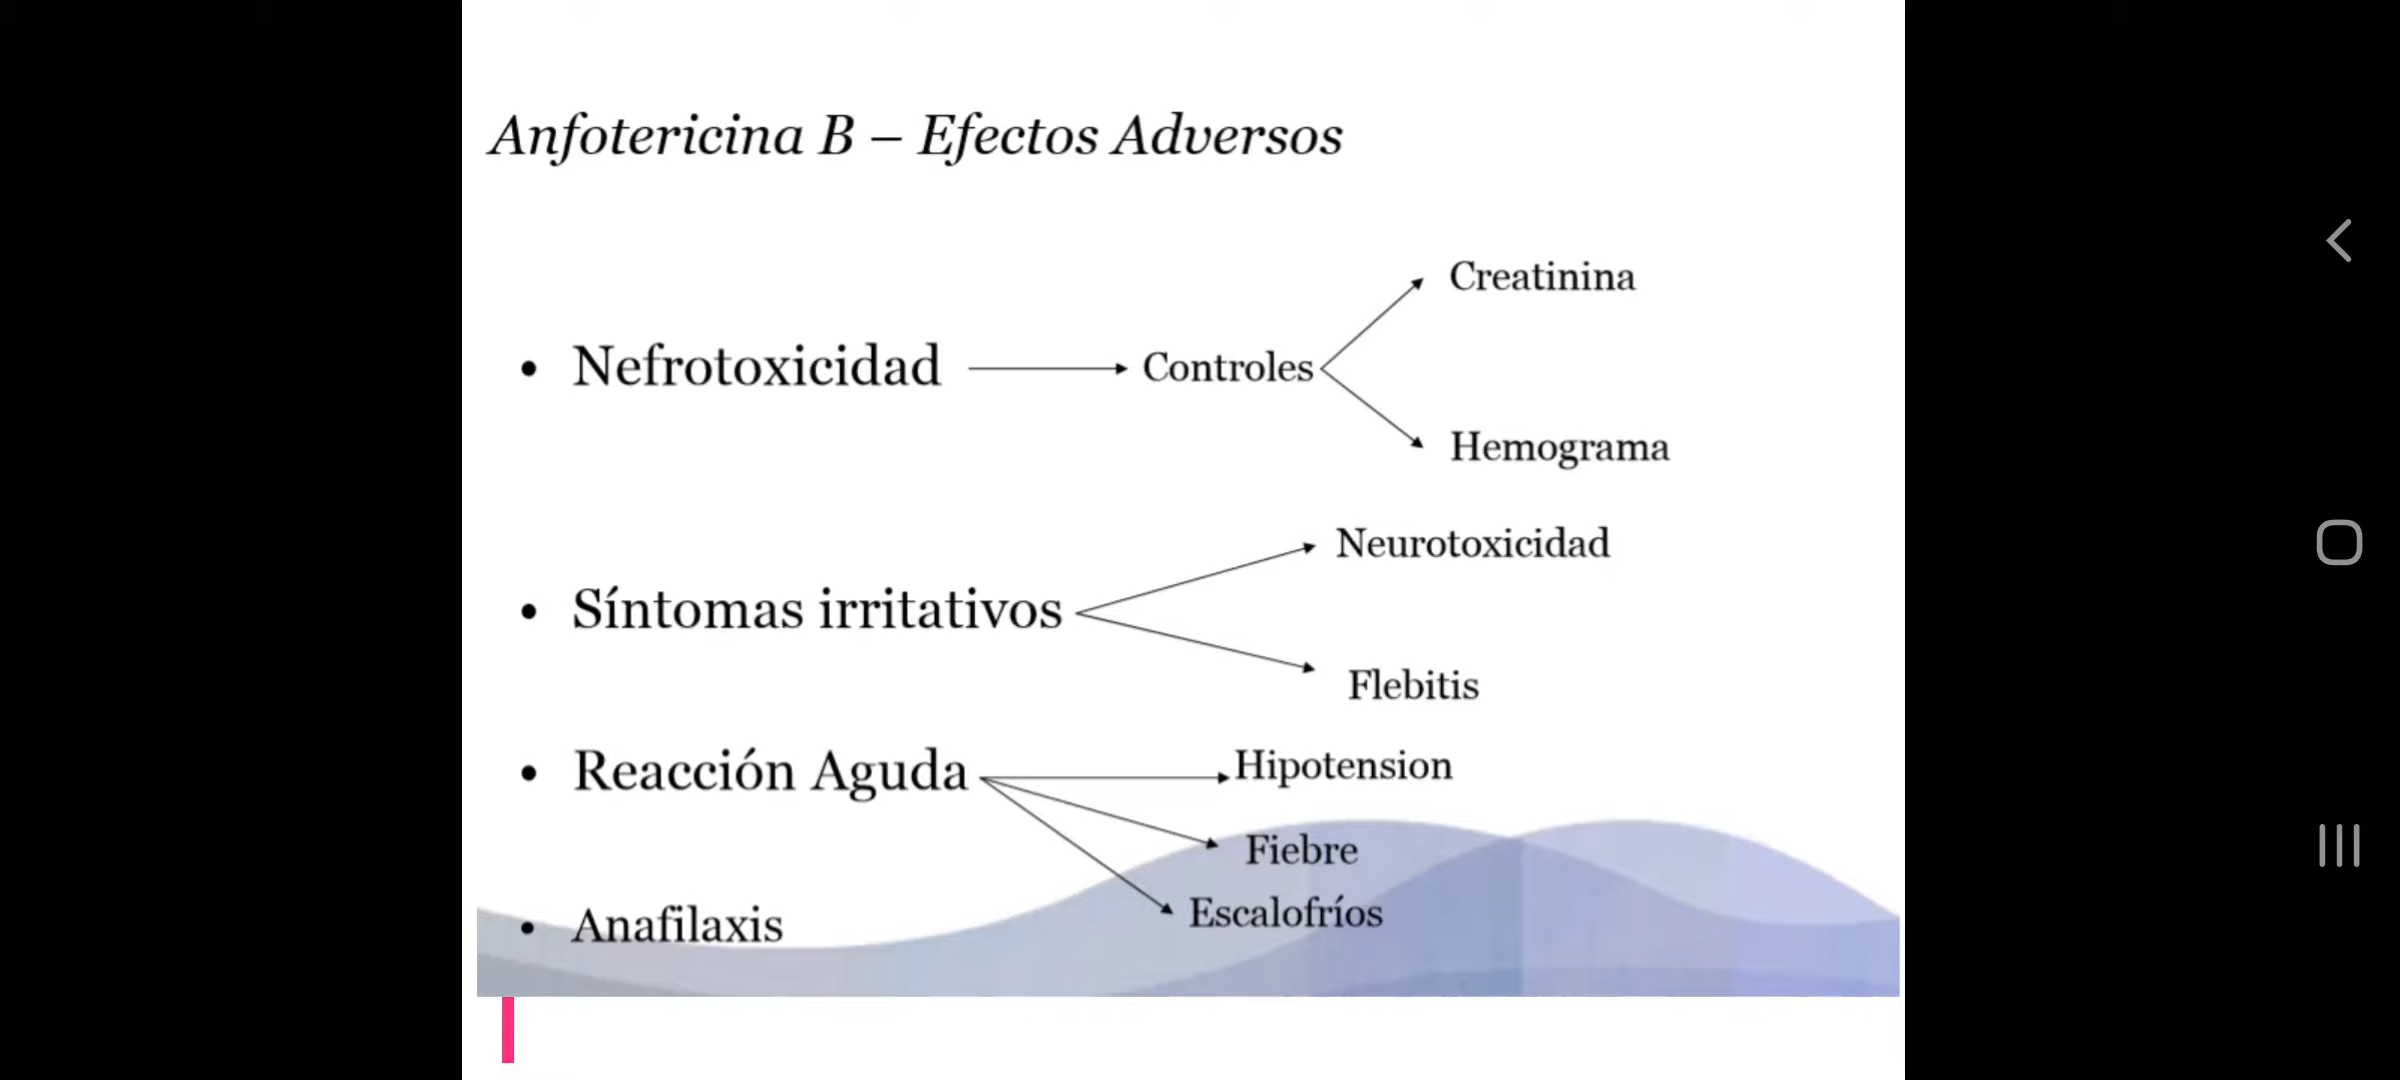 Anfotericina B – Efectos Adversos
Creatinina
• Nefrotoxicidad
Controles
Hemograma
Neurotoxicidad
• Síntomas irritativos
Flebitis
• Reacción Aguda
Hipotension
Fiebre
Escalofríos
• Anafilaxis